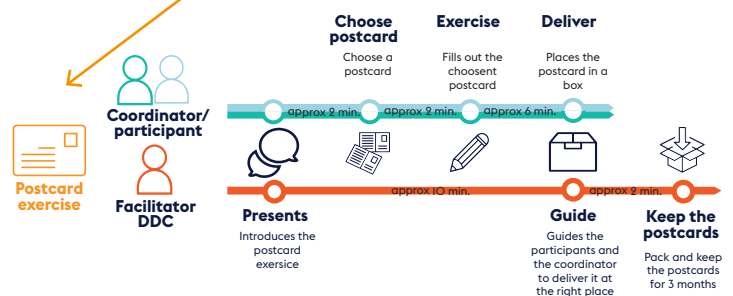 Choose
postcard
Choose a
postcard
Exercise
Fills out the
choosent
postcard
Deliver
Places the
postcard in a
box
Coordinator/
participant
approx 2 min.
approx 2 min.
approx 6 min.
Postcard
exercise
Facilitator
DDC
approx 10 min.
approx 2 min.
Presents
Introduces the
postcard
exersice
Guide
Guides the
participants and
the coordinator
to deliver it at
the right place
Keep the
postcards
Pack and keep
the postcards
for 3 months